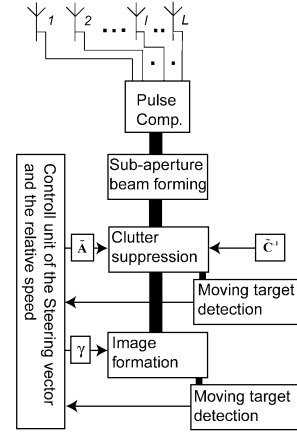 1 2 l L
Pulse
Comp.
Sub-aperture
beam forming
Controll unit of the Steering vector
and the relative speed
Ã
Clutter
suppression
C̃⁻¹
Moving target
detection
γ
Image
formation
Moving target
detection